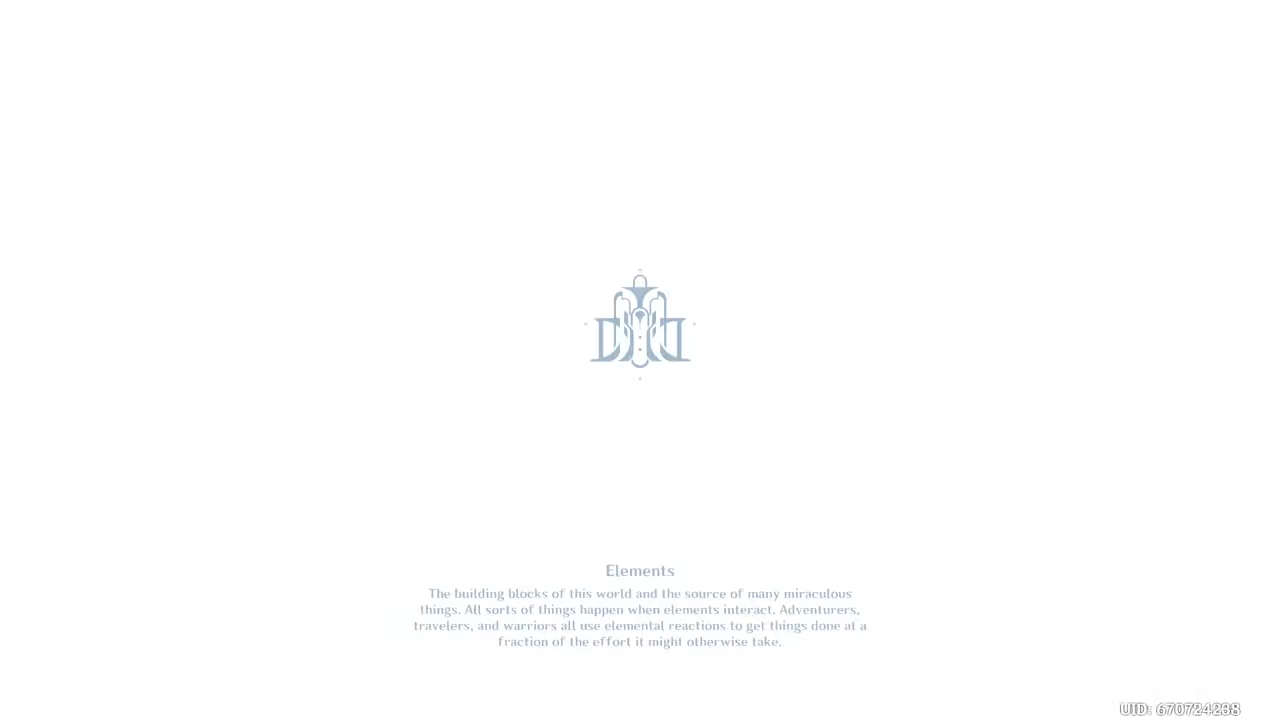 Elements
The building blocks of this world and the source of many miraculous
things. All sorts of things happen when elements interact. Adventurers,
travelers, and warriors all use elemental reactions to get things done at a
fraction of the effort it might otherwise take.
UID: 670724238